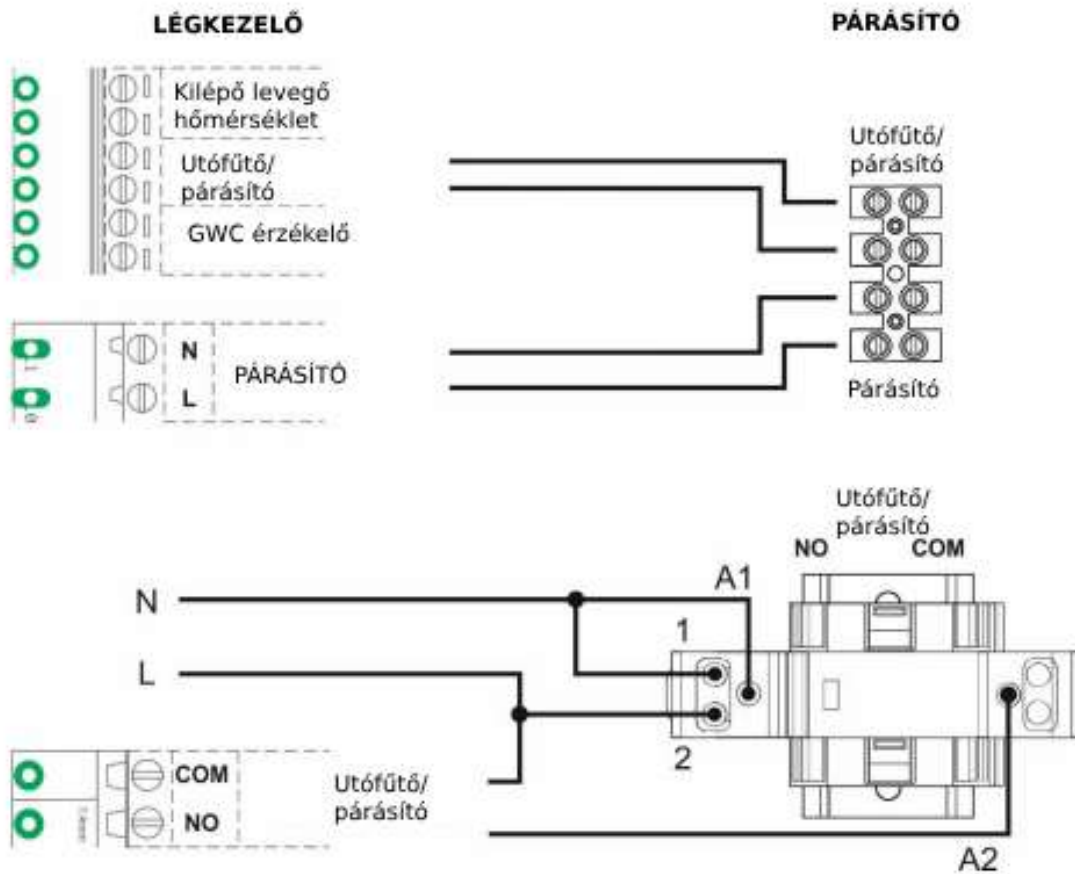 LÉGKEZELŐ
PÁRÁSÍTÓ
Kilépő levegő
hőmérséklet
Utófűtő/
párásító
GWC érzékelő
Utófűtő/
párásító
N
L
PÁRÁSÍTÓ
Párásító
Utófűtő/
párásító
NO
COM
A1
N
1
L
2
COM
NO
Utófűtő/
párásító
A2